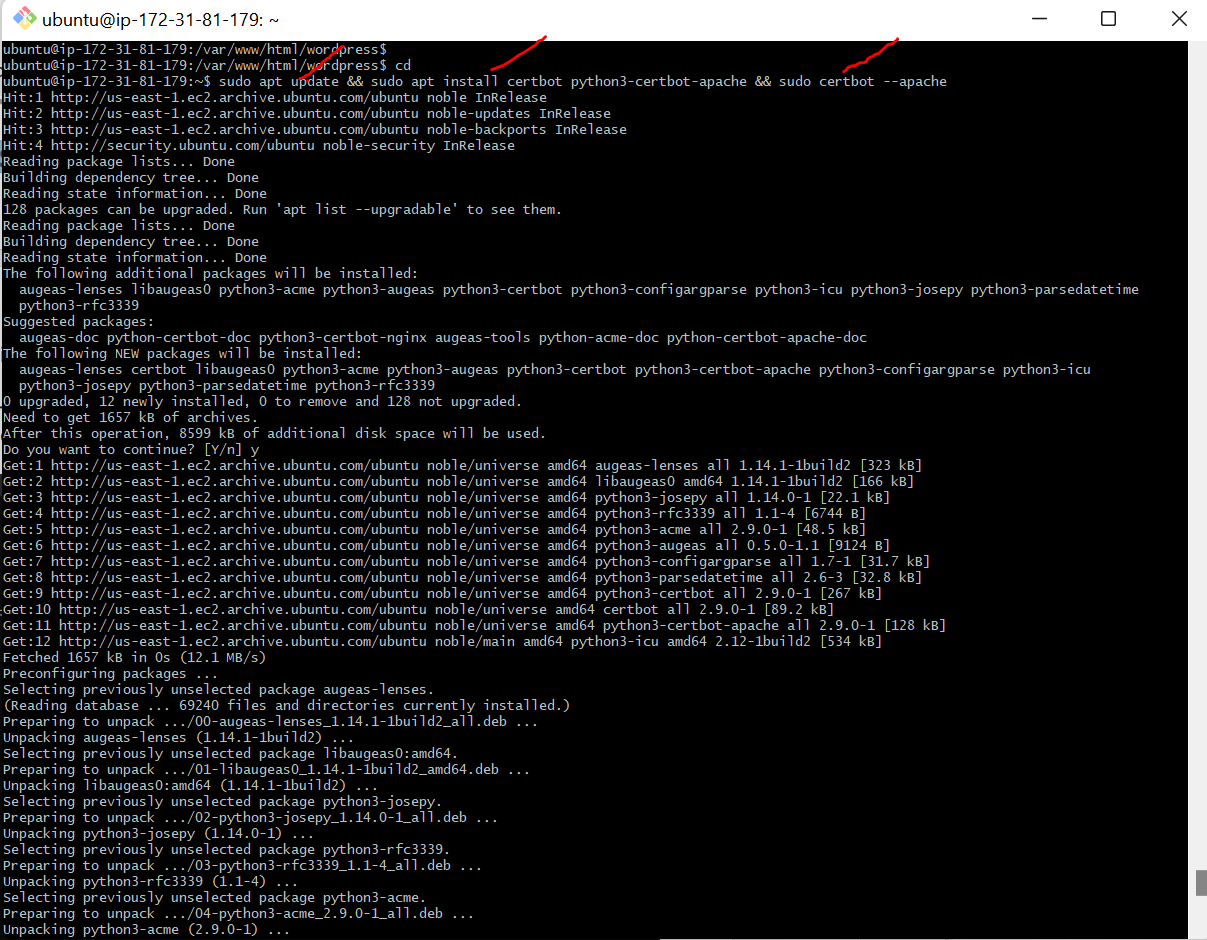 ubuntu@ip-172-31-81-179: ~
ubuntu@ip-172-31-81-179:/var/www/html/wordpress$
ubuntu@ip-172-31-81-179:/var/www/html/wordpress$ cd
ubuntu@ip-172-31-81-179:~$ sudo apt update && sudo apt install certbot python3-certbot-apache && sudo certbot --apache
Hit:1 http://us-east-1.ec2.archive.ubuntu.com/ubuntu noble InRelease
Hit:2 http://us-east-1.ec2.archive.ubuntu.com/ubuntu noble-updates InRelease
Hit:3 http://us-east-1.ec2.archive.ubuntu.com/ubuntu noble-backports InRelease
Hit:4 http://security.ubuntu.com/ubuntu noble-security InRelease
Reading package lists... Done
Building dependency tree... Done
Reading state information... Done
128 packages can be upgraded. Run 'apt list --upgradable' to see them.
Reading package lists... Done
Building dependency tree... Done
Reading state information... Done
The following additional packages will be installed:
  augeas-lenses libaugeas0 python3-acme python3-augeas python3-certbot python3-configargparse python3-icu python3-josepy python3-parsedatetime
  python3-rfc3339
Suggested packages:
  augeas-doc python-certbot-doc python3-certbot-nginx augeas-tools python-acme-doc python-certbot-apache-doc
The following NEW packages will be installed:
  augeas-lenses certbot libaugeas0 python3-acme python3-augeas python3-certbot python3-certbot-apache python3-configargparse python3-icu
  python3-josepy python3-parsedatetime python3-rfc3339
0 upgraded, 12 newly installed, 0 to remove and 128 not upgraded.
Need to get 1657 kB of archives.
After this operation, 8599 kB of additional disk space will be used.
Do you want to continue? [Y/n] y
Get:1 http://us-east-1.ec2.archive.ubuntu.com/ubuntu noble/universe amd64 augeas-lenses all 1.14.1-1build2 [323 kB]
Get:2 http://us-east-1.ec2.archive.ubuntu.com/ubuntu noble/universe amd64 libaugeas0 amd64 1.14.1-1build2 [166 kB]
Get:3 http://us-east-1.ec2.archive.ubuntu.com/ubuntu noble/universe amd64 python3-josepy all 1.14.0-1 [22.1 kB]
Get:4 http://us-east-1.ec2.archive.ubuntu.com/ubuntu noble/universe amd64 python3-rfc3339 all 1.1-4 [6744 B]
Get:5 http://us-east-1.ec2.archive.ubuntu.com/ubuntu noble/universe amd64 python3-acme all 2.9.0-1 [48.5 kB]
Get:6 http://us-east-1.ec2.archive.ubuntu.com/ubuntu noble/universe amd64 python3-augeas all 0.5.0-1.1 [9124 B]
Get:7 http://us-east-1.ec2.archive.ubuntu.com/ubuntu noble/universe amd64 python3-configargparse all 1.7-1 [31.7 kB]
Get:8 http://us-east-1.ec2.archive.ubuntu.com/ubuntu noble/universe amd64 python3-parsedatetime all 2.6-3 [32.8 kB]
Get:9 http://us-east-1.ec2.archive.ubuntu.com/ubuntu noble/universe amd64 python3-certbot all 2.9.0-1 [267 kB]
Get:10 http://us-east-1.ec2.archive.ubuntu.com/ubuntu noble/universe amd64 certbot all 2.9.0-1 [89.2 kB]
Get:11 http://us-east-1.ec2.archive.ubuntu.com/ubuntu noble/universe amd64 python3-certbot-apache all 2.9.0-1 [128 kB]
Get:12 http://us-east-1.ec2.archive.ubuntu.com/ubuntu noble/main amd64 python3-icu amd64 2.12-1build2 [534 kB]
Fetched 1657 kB in 0s (12.1 MB/s)
Preconfiguring packages ...
Selecting previously unselected package augeas-lenses.
(Reading database ... 69240 files and directories currently installed.)
Preparing to unpack .../00-augeas-lenses_1.14.1-1build2_all.deb ...
Unpacking augeas-lenses (1.14.1-1build2) ...
Selecting previously unselected package libaugeas0:amd64.
Preparing to unpack .../01-libaugeas0_1.14.1-1build2_amd64.deb ...
Unpacking libaugeas0:amd64 (1.14.1-1build2) ...
Selecting previously unselected package python3-josepy.
Preparing to unpack .../02-python3-josepy_1.14.0-1_all.deb ...
Unpacking python3-josepy (1.14.0-1) ...
Selecting previously unselected package python3-rfc3339.
Preparing to unpack .../03-python3-rfc3339_1.1-4_all.deb ...
Unpacking python3-rfc3339 (1.1-4) ...
Selecting previously unselected package python3-acme.
Preparing to unpack .../04-python3-acme_2.9.0-1_all.deb ...
Unpacking python3-acme (2.9.0-1) ...